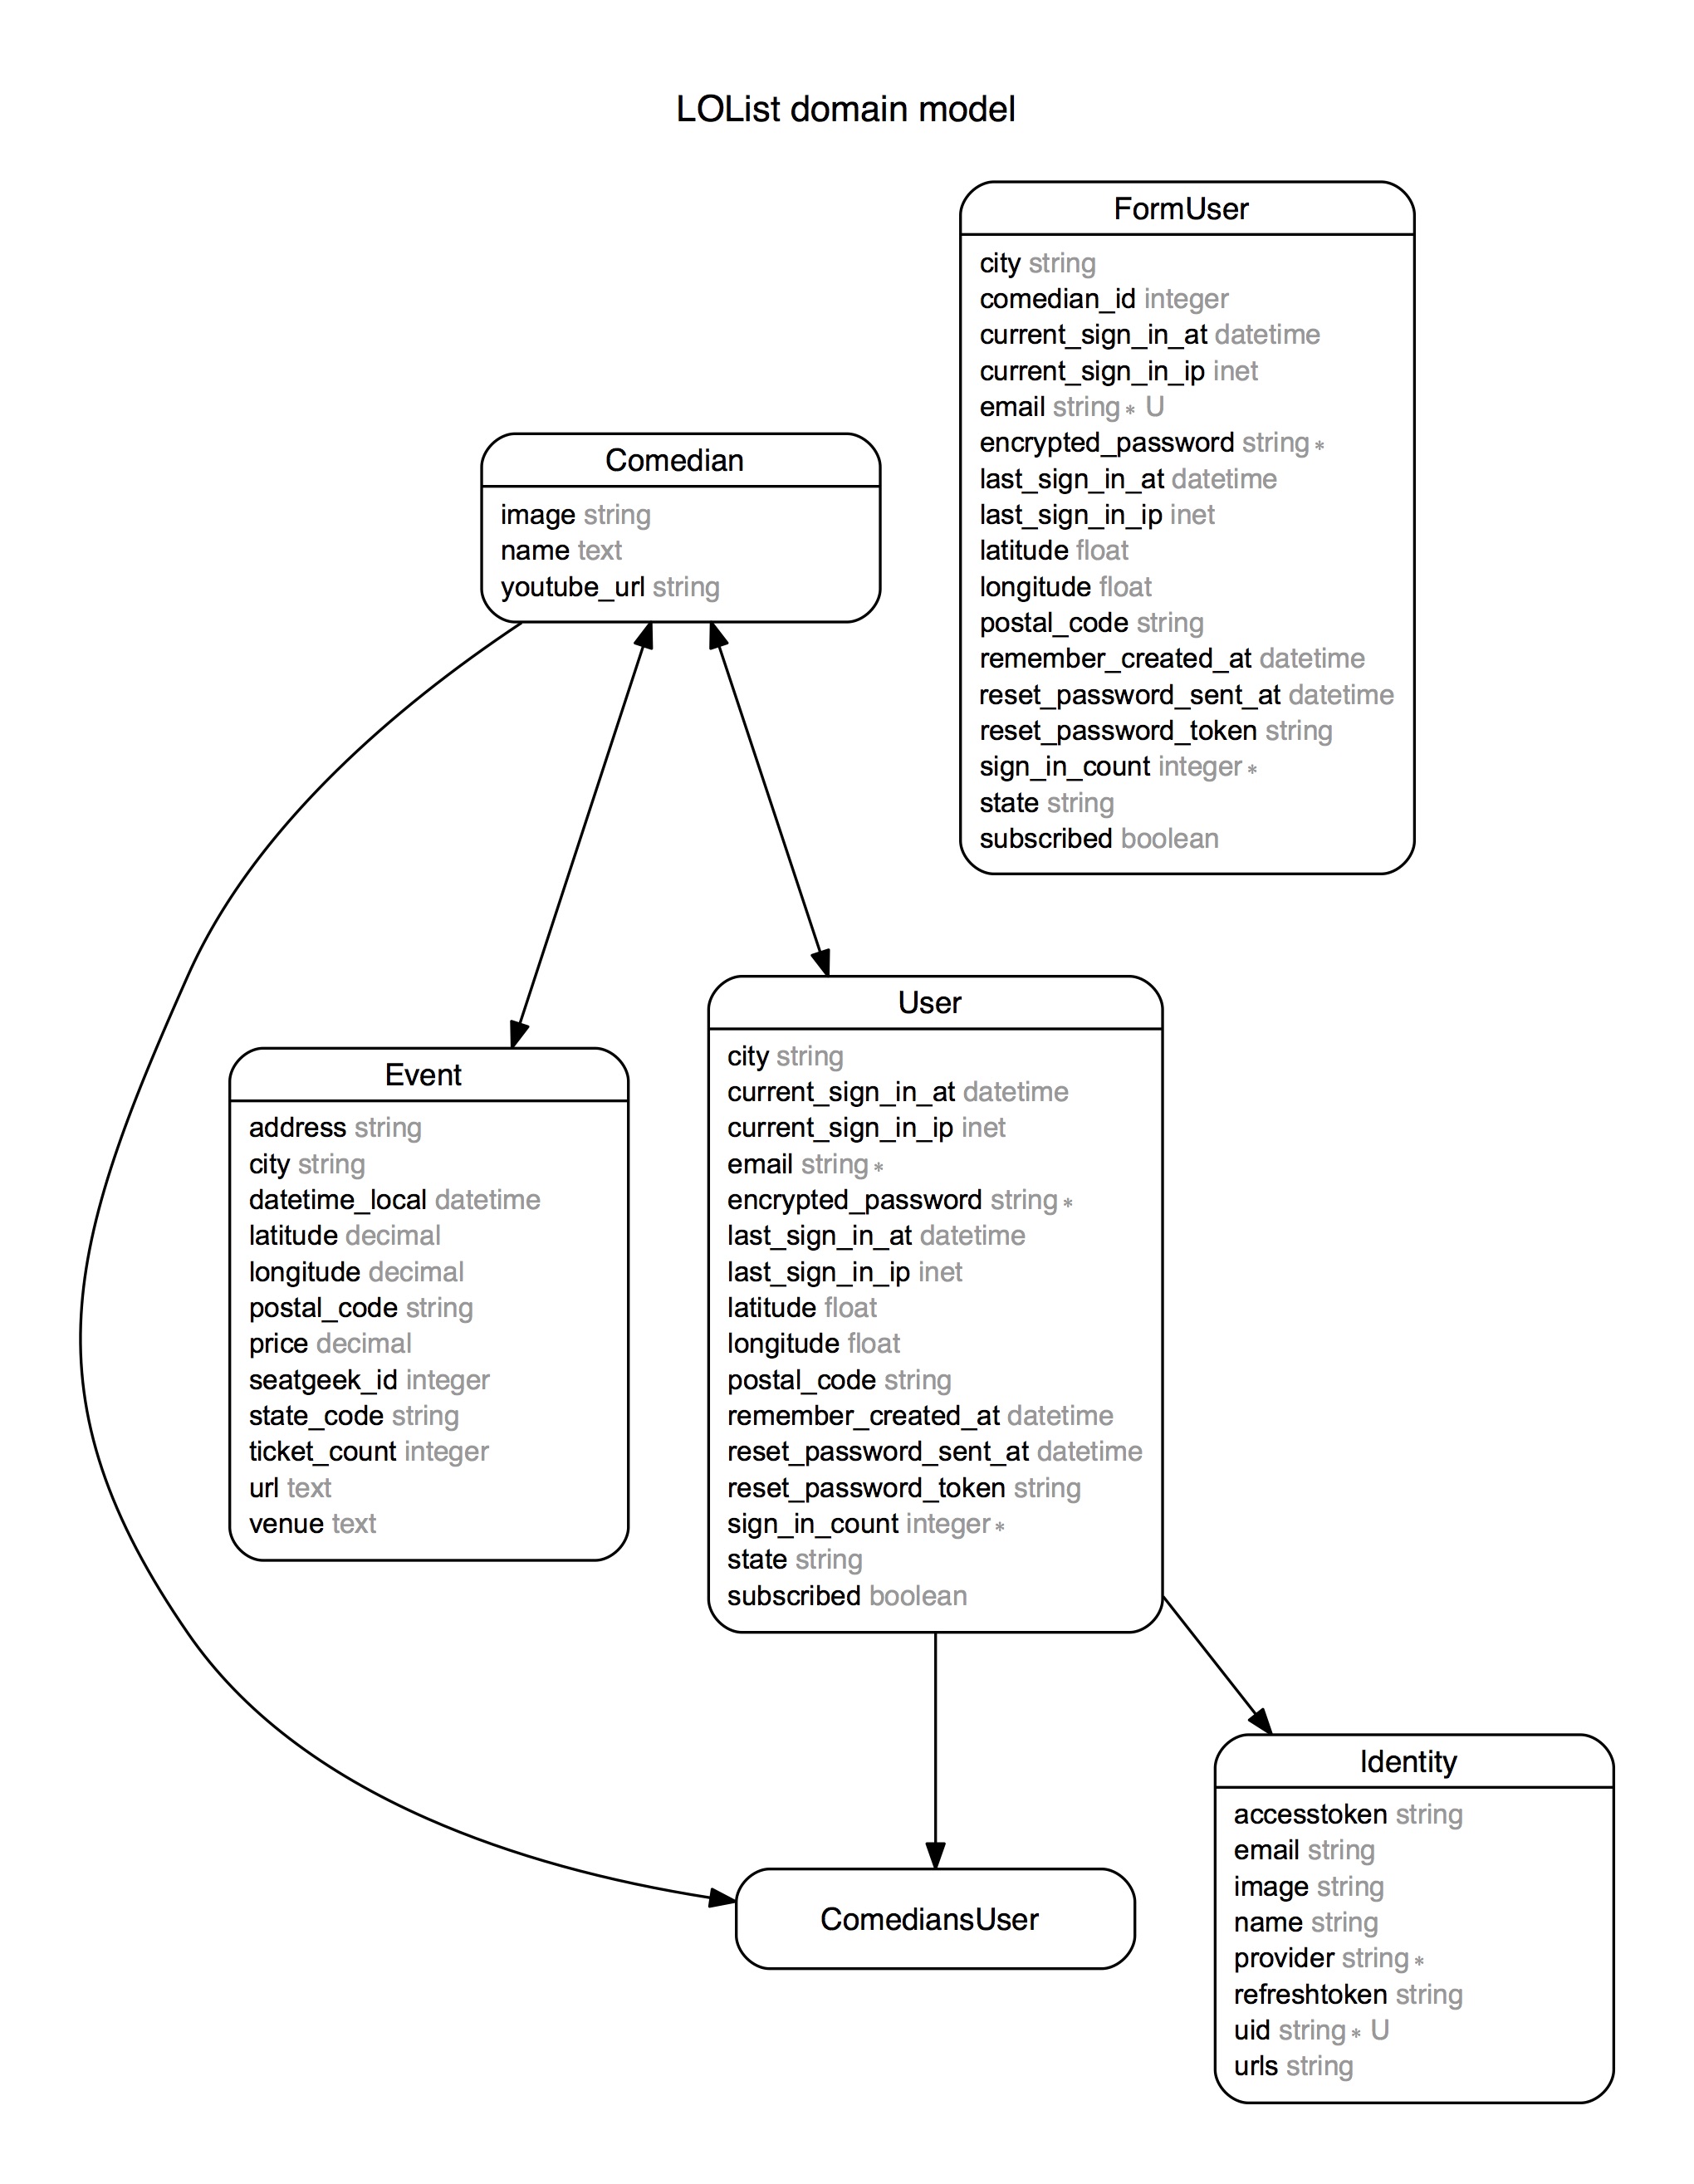 LOList domain model
FormUser
city string
comedian_id integer
current_sign_in_at datetime
current_sign_in_ip inet
email string∗ U
encrypted_password string∗
last_sign_in_at datetime
last_sign_in_ip inet
latitude float
longitude float
postal_code string
remember_created_at datetime
reset_password_sent_at datetime
reset_password_token string
sign_in_count integer∗
state string
subscribed boolean
Comedian
image string
name text
youtube_url string
User
city string
current_sign_in_at datetime
current_sign_in_ip inet
email string∗
encrypted_password string∗
last_sign_in_at datetime
last_sign_in_ip inet
latitude float
longitude float
postal_code string
remember_created_at datetime
reset_password_sent_at datetime
reset_password_token string
sign_in_count integer∗
state string
subscribed boolean
Event
address string
city string
datetime_local datetime
latitude decimal
longitude decimal
postal_code string
price decimal
seatgeek_id integer
state_code string
ticket_count integer
url text
venue text
Identity
accesstoken string
email string
image string
name string
provider string∗
refreshtoken string
uid string∗ U
urls string
ComediansUser